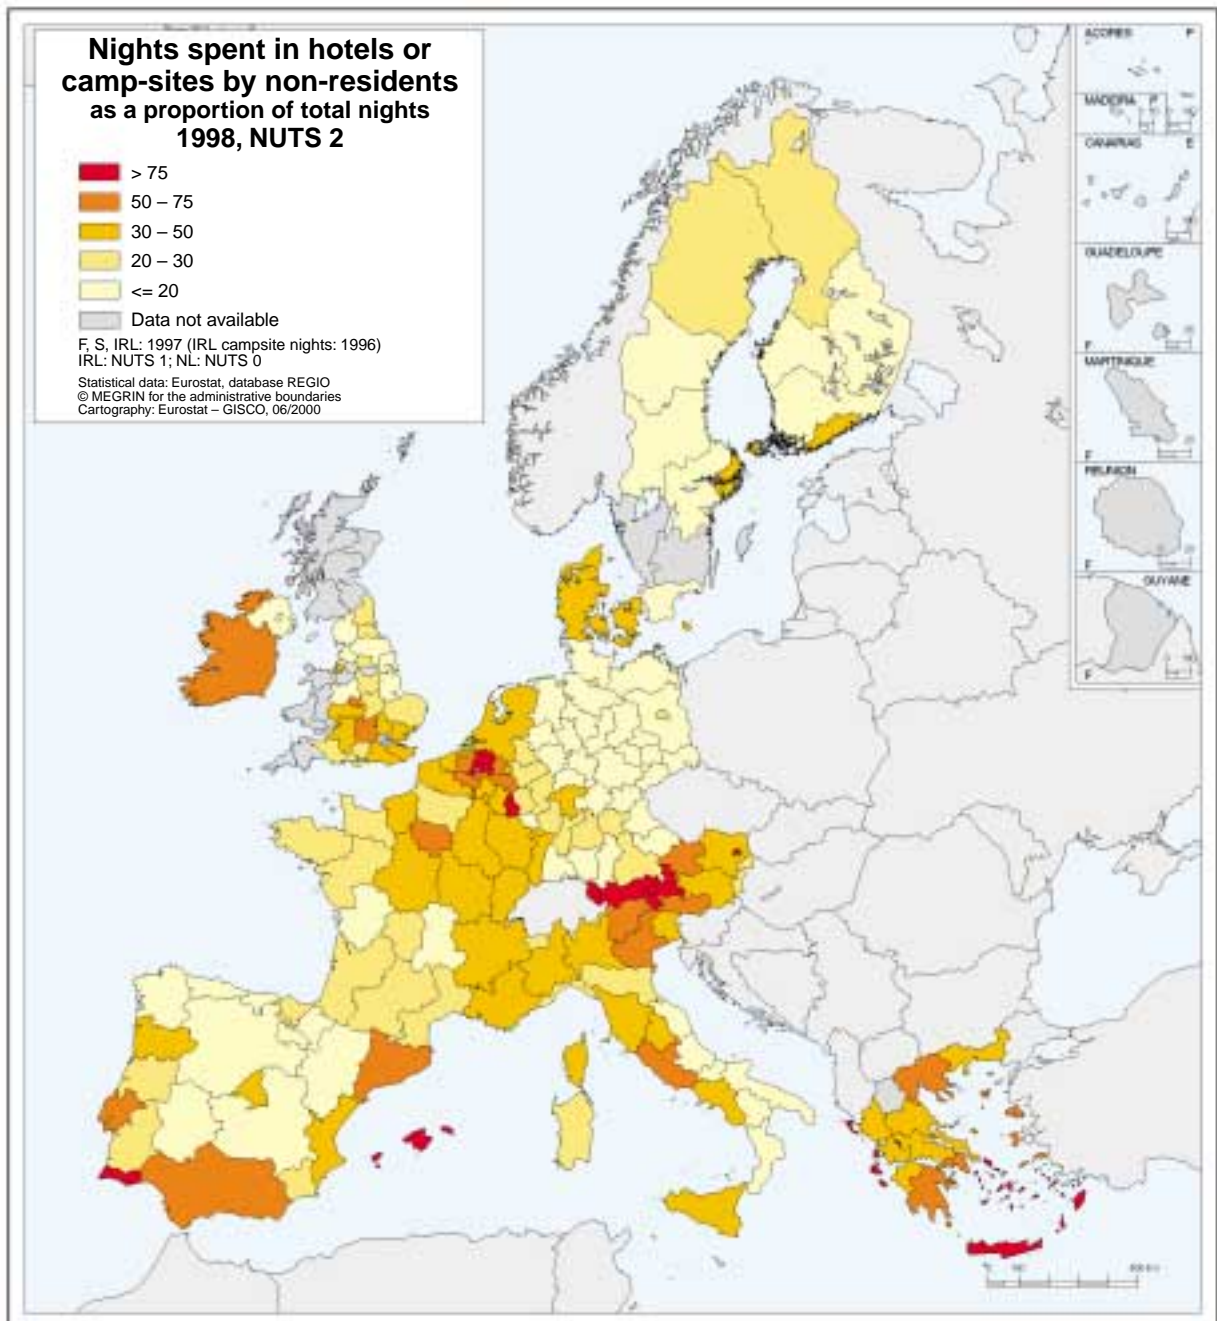 Nights spent in hotels or
camp-sites by non-residents
as a proportion of total nights
1998, NUTS 2
> 75
50 – 75
30 – 50
20 – 30
<= 20
Data not available
F, S, IRL: 1997 (IRL campsite nights: 1996)
IRL: NUTS 1; NL: NUTS 0
Statistical data: Eurostat, database REGIO
© MEGRIN for the administrative boundaries
Cartography: Eurostat – GISCO, 06/2000
AÇORES P
MADEIRA P
CANARIAS E
GUADELOUPE
F
MARTINIQUE
F
REUNION
F
GUYANE
F